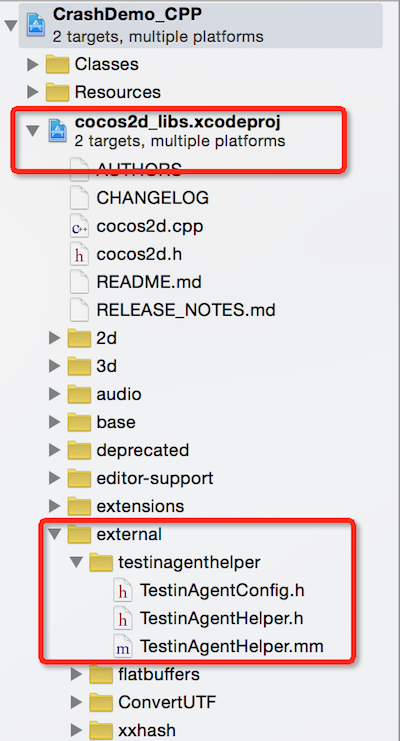 CrashDemo_CPP
2 targets, multiple platforms
Classes
Resources
cocos2d_libs.xcodeproj
2 targets, multiple platforms
AUTHORS
CHANGELOG
C++ cocos2d.cpp
h cocos2d.h
README.md
RELEASE_NOTES.md
2d
3d
audio
base
deprecated
editor-support
extensions
external
testinagenthelper
h TestinAgentConfig.h
h TestinAgentHelper.h
m TestinAgentHelper.mm
flatbuffers
ConvertUTF
xxhash